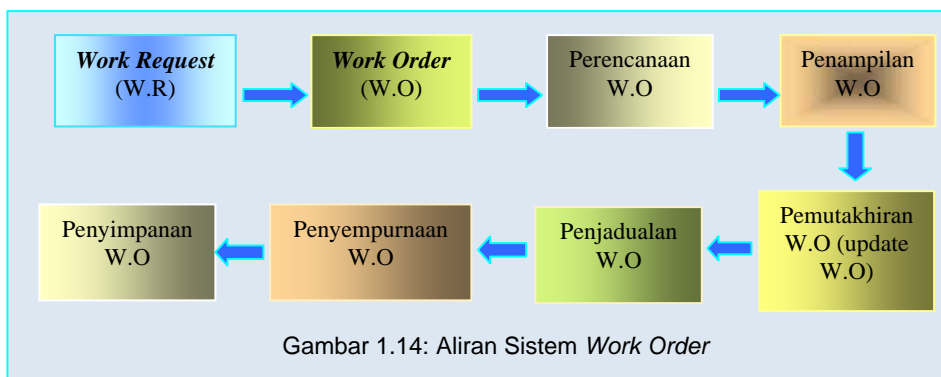 Work Request
(W.R)
Work Order
(W.O)
Perencanaan
W.O
Penampilan
W.O
Pemutakhiran
W.O (update
W.O)
Penjadualan
W.O
Penyempurnaan
W.O
Penyimpanan
W.O
Gambar 1.14: Aliran Sistem Work Order